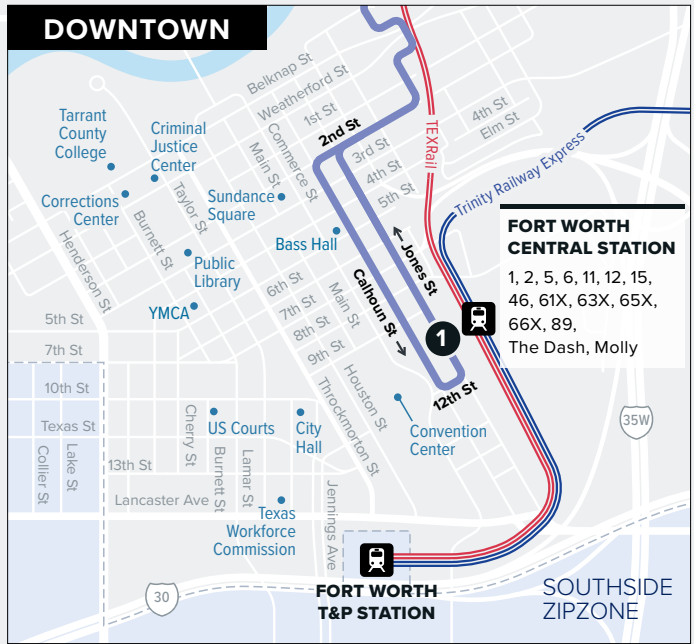 DOWNTOWN
Belknap St
Weatherford St
1st St
2nd St
Commerce St
Main St
3rd St
4th St
5th St
4th St
Elm St
TEXRail
Trinity Railway Express
Tarrant
County
College
Criminal
Justice
Center
Corrections
Center
Taylor St
Burnett St
Henderson St
Sundance
Square
Bass Hall
Public
Library
YMCA
Jones St
Calhoun St
FORT WORTH
CENTRAL STATION
1, 2, 5, 6, 11, 12, 15,
46, 61X, 63X, 65X,
66X, 89,
The Dash, Molly
1
12th St
6th St
7th St
8th St
9th St
Main St
Houston St
Throckmorton St
5th St
7th St
10th St
Texas St
Collier St
Lake St
Cherry St
Burnett St
Lamar St
13th St
Lancaster Ave
Jennings Ave
US Courts
City
Hall
Convention
Center
35W
Texas
Workforce
Commission
30
FORT WORTH
T&P STATION
SOUTHSIDE
ZIPZONE